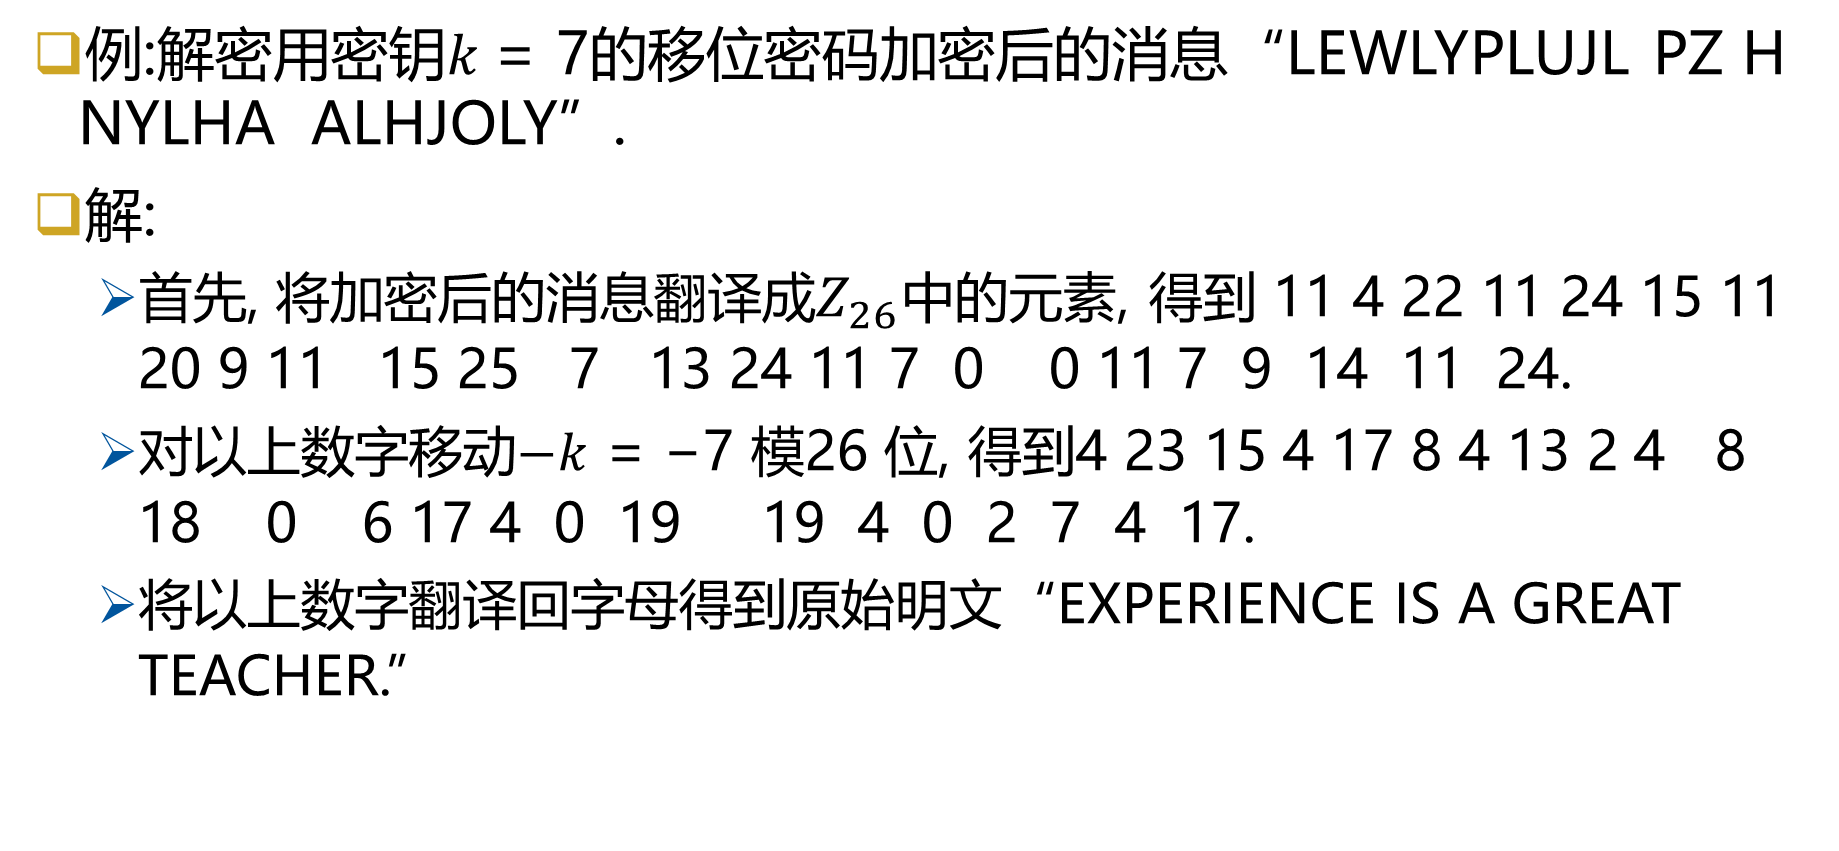 例:解密用密钥k = 7的移位密码加密后的消息“LEWLYPLUJL PZ H
NYLHA ALHJOLY”.
解:
首先, 将加密后的消息翻译成Z₂₆中的元素, 得到 11 4 22 11 24 15 11
20 9 11 15 25 7 13 24 11 7 0 0 11 7 9 14 11 24.
对以上数字移动−k = −7 模26 位, 得到4 23 15 4 17 8 4 13 2 4 8
18 0 6 17 4 0 19 19 4 0 2 7 4 17.
将以上数字翻译回字母得到原始明文“EXPERIENCE IS A GREAT
TEACHER.”